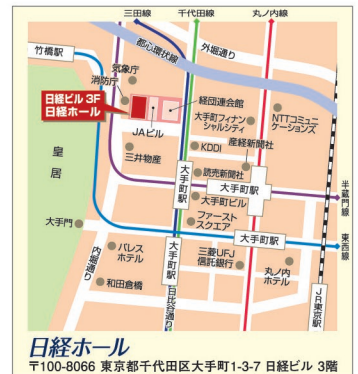 三田線
千代田線
丸ノ内線
竹橋駅
都心環状線
外堀通り
気象庁
消防庁
日経ビル 3F
日経ホール
経団連会館
JAビル
大手町フィナン
シャルシティ
NTTコミュニ
ケーションズ
KDDI
産経新聞社
三井物産
読売新聞社
皇居
大手町駅
大手町ビル
半蔵門線
ファースト
スクエア
大手町駅
東西線
大手門
内堀通り
パレス
ホテル
大手町駅
三菱UFJ
信託銀行
丸ノ内
ホテル
和田倉橋
日比谷通り
JR東京駅
日経ホール
〒100-8066 東京都千代田区大手町1-3-7 日経ビル 3階